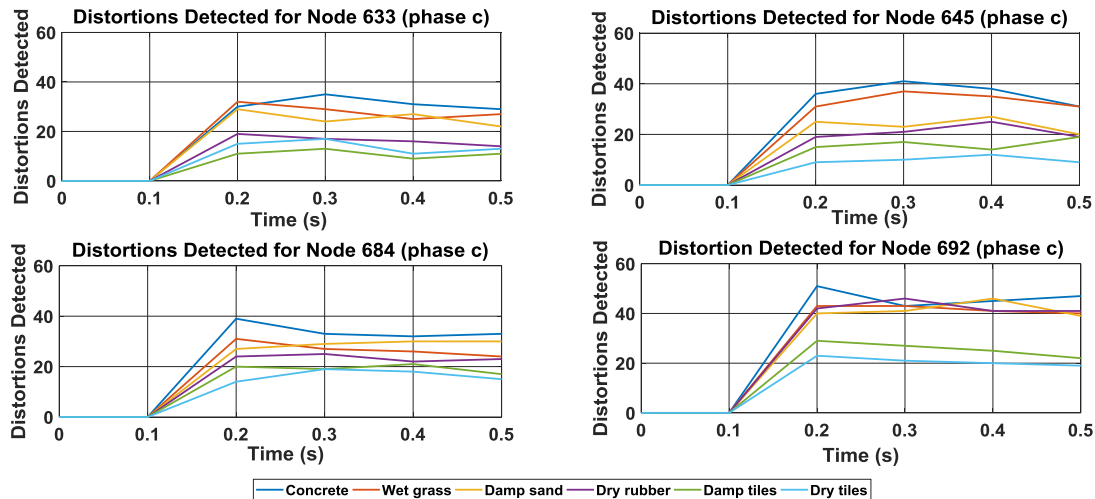 Distortions Detected for Node 633 (phase c)
Distortions Detected
60
40
20
0
0 0.1 0.2 0.3 0.4 0.5
Time (s)
Distortions Detected for Node 645 (phase c)
Distortions Detected
60
40
20
0
0 0.1 0.2 0.3 0.4 0.5
Time (s)
Distortions Detected for Node 684 (phase c)
Distortions Detected
60
40
20
0
0 0.1 0.2 0.3 0.4 0.5
Time (s)
Distortion Detected for Node 692 (phase c)
Distortions Detected
60
40
20
0
0 0.1 0.2 0.3 0.4 0.5
Time (s)
Concrete Wet grass Damp sand Dry rubber Damp tiles Dry tiles